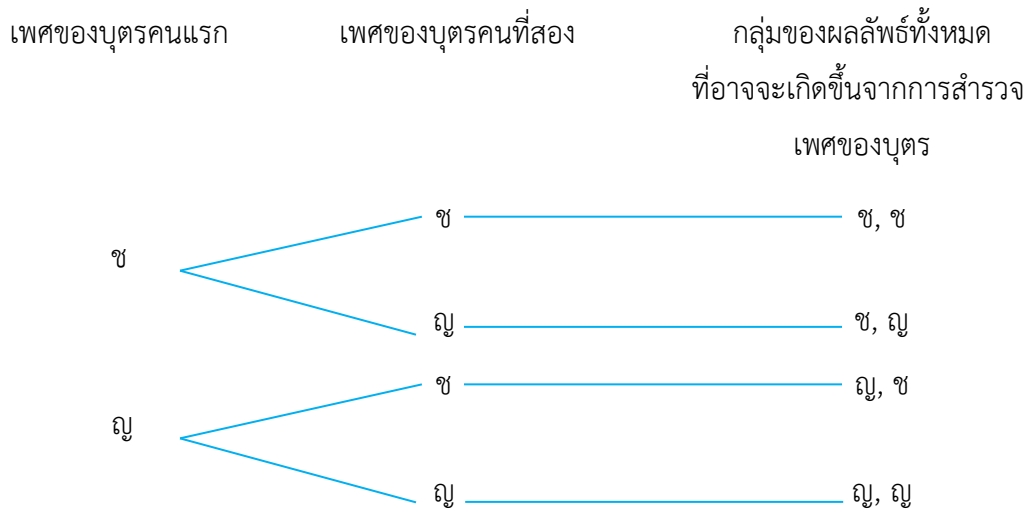 เพศของบุตรคนแรก
เพศของบุตรคนที่สอง
กลุ่มของผลลัพธ์ทั้งหมด
ที่อาจจะเกิดขึ้นจากการสำรวจ
เพศของบุตร
ช
ช
ช, ช
ญ
ช, ญ
ญ
ช
ญ, ช
ญ
ญ, ญ